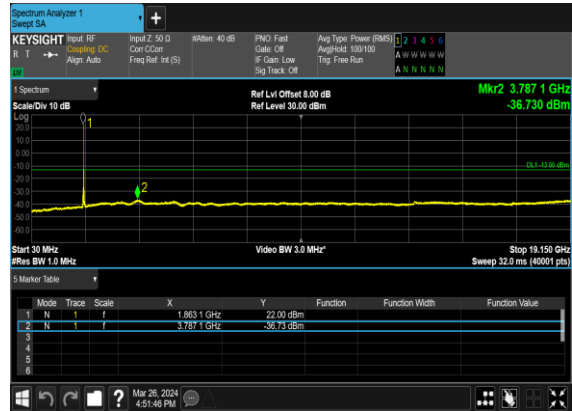 Spectrum Analyzer 1
Swept SA
KEYSIGHT Input: RF Input Z: 50 Ω #Atten: 40 dB PNO: Fast Avg Type: Power (RMS) 1 2 3 4 5 6
R T Coupling: DC Corr CCorr Gate: Off Avg|Hold: 100/100 A W W W W W
Align: Auto Freq Ref: Int (S) IF Gain: Low Trig: Free Run A N N N N N
Sig Track: Off
1 Spectrum Ref Lvl Offset 8.00 dB Mkr2 3.787 1 GHz
Scale/Div 10 dB Ref Level 30.00 dBm -36.730 dBm
Log
20.0
1
10.0
0.00
-10.0
DL1 -13.00 dBm
-20.0
-30.0
2
-40.0
-50.0
-60.0
Start 30 MHz Video BW 3.0 MHz* Stop 19.150 GHz
#Res BW 1.0 MHz Sweep 32.0 ms (40001 pts)
5 Marker Table
Mode Trace Scale X Y Function Function Width Function Value
1 N 1 f 1.863 1 GHz 22.00 dBm
2 N 1 f 3.787 1 GHz -36.73 dBm
3
4
5
6
? Mar 26, 2024
4:51:46 PM